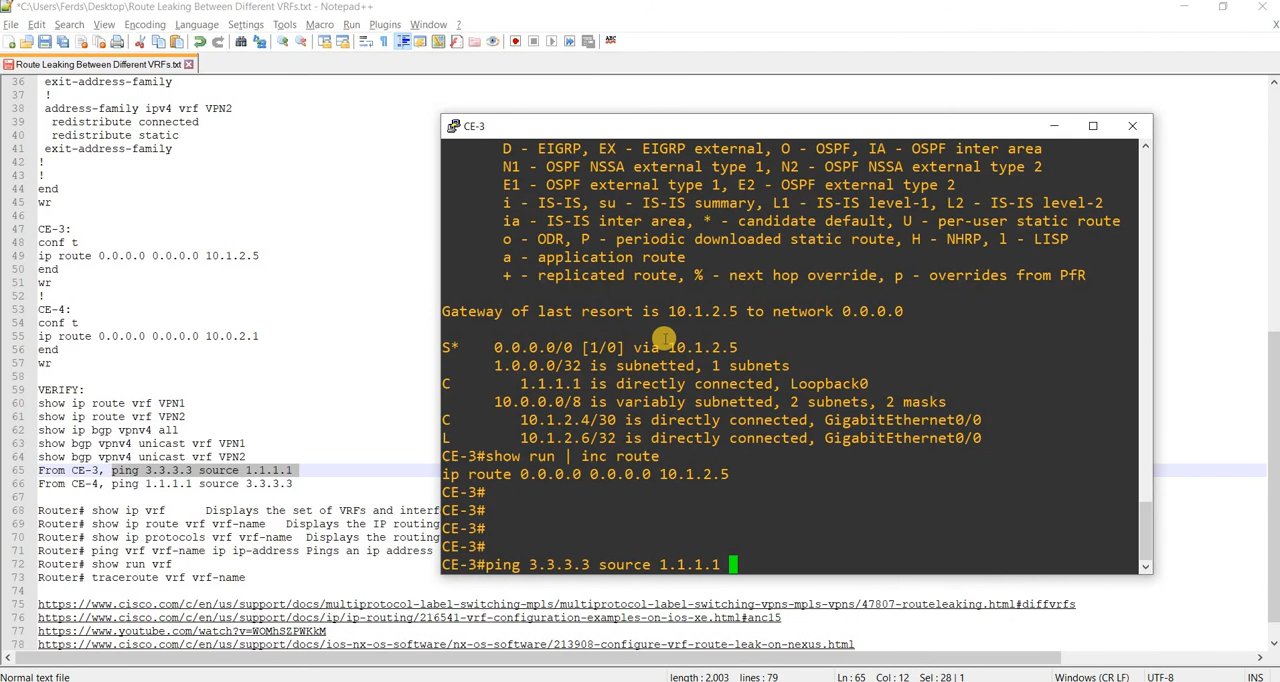 *C:\Users\Ferds\Desktop\Route Leaking Between Different VRFs.txt - Notepad++
File Edit Search View Encoding Language Settings Tools Macro Run Plugins Window ?
Route Leaking Between Different VRFs.txt
36 exit-address-family
37 !
38 address-family ipv4 vrf VPN2
39 redistribute connected
40 redistribute static
41 exit-address-family
42 !
43 !
44 end
45 wr
46
47 CE-3:
48 conf t
49 ip route 0.0.0.0 0.0.0.0 10.1.2.5
50 end
51 wr
52 !
53 CE-4:
54 conf t
55 ip route 0.0.0.0 0.0.0.0 10.0.2.1
56 end
57 wr
58
59 VERIFY:
60 show ip route vrf VPN1
61 show ip route vrf VPN2
62 show ip bgp vpnv4 all
63 show bgp vpnv4 unicast vrf VPN1
64 show bgp vpnv4 unicast vrf VPN2
65 From CE-3, ping 3.3.3.3 source 1.1.1.1
66 From CE-4, ping 1.1.1.1 source 3.3.3.3
67
68 Router# show ip vrf Displays the set of VRFs and interf
69 Router# show ip route vrf vrf-name Displays the IP routing
70 Router# show ip protocols vrf vrf-name Displays the routing
71 Router# ping vrf vrf-name ip ip-address Pings an ip address
72 Router# show run vrf
73 Router# traceroute vrf vrf-name
74
75 https://www.cisco.com/c/en/us/support/docs/multiprotocol-label-switching-mpls/multiprotocol-label-switching-vpns-mpls-vpns/47807-routeleaking.html#diffvrfs
76 https://www.cisco.com/c/en/us/support/docs/ip/ip-routing/216541-vrf-configuration-examples-on-ios-xe.html#anc15
77 https://www.youtube.com/watch?v=WOMhSZPWKkM
78 https://www.cisco.com/c/en/us/support/docs/ios-nx-os-software/nx-os-software/213908-configure-vrf-route-leak-on-nexus.html
CE-3
D - EIGRP, EX - EIGRP external, O - OSPF, IA - OSPF inter area
N1 - OSPF NSSA external type 1, N2 - OSPF NSSA external type 2
E1 - OSPF external type 1, E2 - OSPF external type 2
i - IS-IS, su - IS-IS summary, L1 - IS-IS level-1, L2 - IS-IS level-2
ia - IS-IS inter area, * - candidate default, U - per-user static route
o - ODR, P - periodic downloaded static route, H - NHRP, l - LISP
a - application route
+ - replicated route, % - next hop override, p - overrides from PfR
Gateway of last resort is 10.1.2.5 to network 0.0.0.0
S* 0.0.0.0/0 [1/0] via 10.1.2.5
1.0.0.0/32 is subnetted, 1 subnets
C 1.1.1.1 is directly connected, Loopback0
10.0.0.0/8 is variably subnetted, 2 subnets, 2 masks
C 10.1.2.4/30 is directly connected, GigabitEthernet0/0
L 10.1.2.6/32 is directly connected, GigabitEthernet0/0
CE-3#show run | inc route
ip route 0.0.0.0 0.0.0.0 10.1.2.5
CE-3#
CE-3#
CE-3#
CE-3#
CE-3#ping 3.3.3.3 source 1.1.1.1
Normal text file length : 2,003 lines : 79 Ln : 65 Col : 12 Sel : 28 | 1 Windows (CR LF) UTF-8 INS